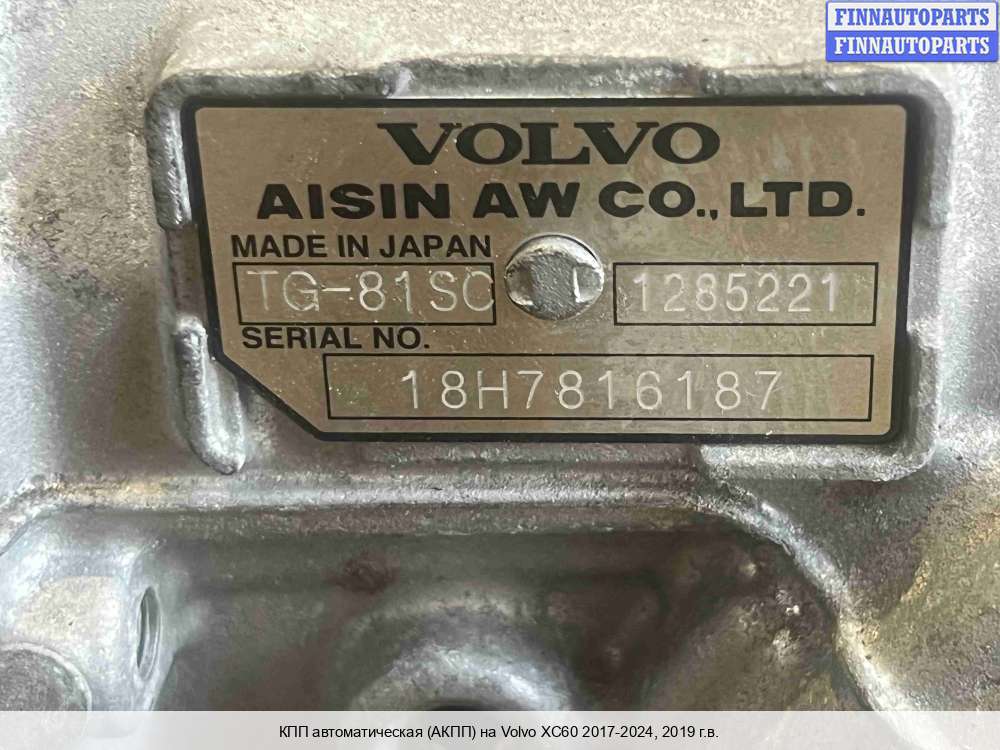 FINNAUTOPARTS
FINNAUTOPARTS
VOLVO
AISIN AW CO., LTD.
MADE IN JAPAN
TG-81SC 1285221
SERIAL NO.
18H7816187
КПП автоматическая (АКПП) на Volvo XC60 2017-2024, 2019 г.в.